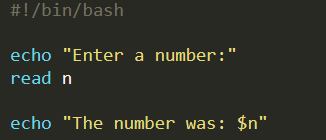 #!/bin/bash
echo "Enter a number:"
read n
echo "The number was: $n"